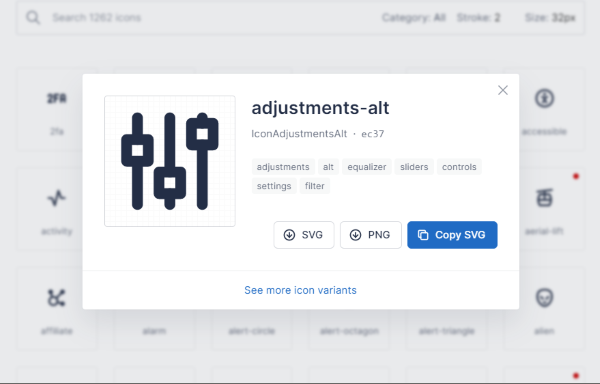 Search 1262 icons
Category: All Stroke: 2 Size: 32px
2FA
2fa
accessible
activity
aerial-lift
affiliate
alarm
alert-circle
alert-octagon
alert-triangle
alien
adjustments-alt
IconAdjustmentsAlt · ec37
adjustments alt equalizer sliders controls
settings filter
SVG PNG Copy SVG
See more icon variants